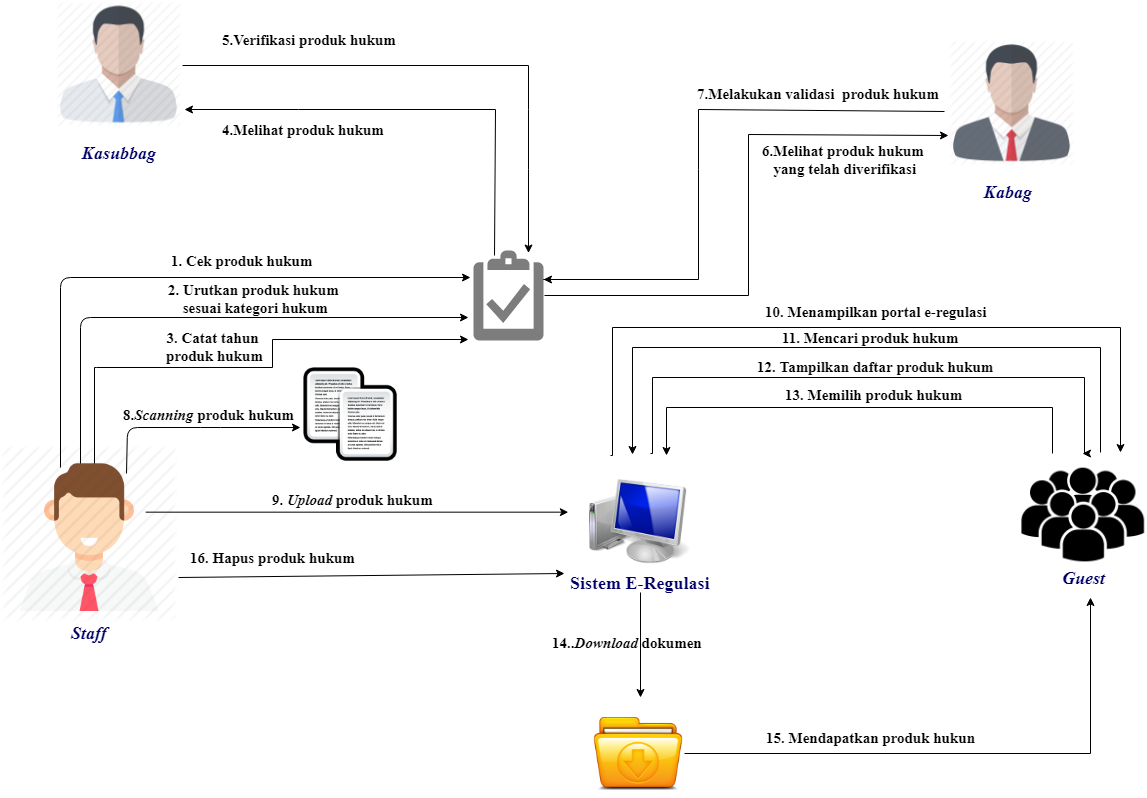 5.Verifikasi produk hukum
7.Melakukan validasi  produk hukum
4.Melihat produk hukum
Kasubbag
6.Melihat produk hukum
yang telah diverifikasi
Kabag
1. Cek produk hukum
2. Urutkan produk hukum
sesuai kategori hukum
10. Menampilkan portal e-regulasi
3. Catat tahun
produk hukum
11. Mencari produk hukum
12. Tampilkan daftar produk hukum
13. Memilih produk hukum
8.Scanning produk hukum
9. Upload produk hukum
16. Hapus produk hukum
Sistem E-Regulasi
Guest
Staff
14..Download dokumen
15. Mendapatkan produk hukun